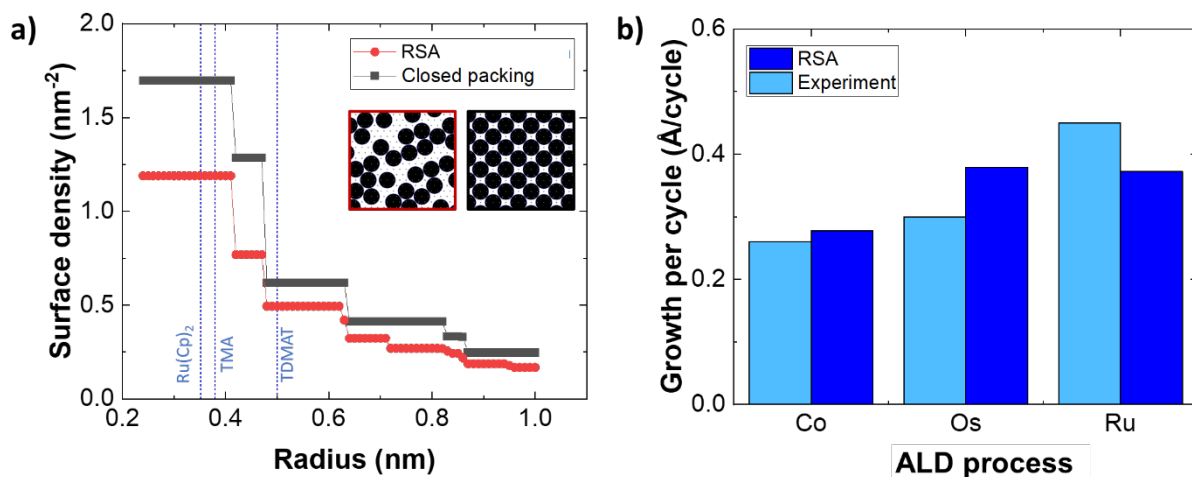 a)
Surface density (nm-2)
2.0
1.5
1.0
0.5
0.0
RSA
Closed packing
Ru(Cp)2
TMA
TDMAT
0.2
0.4
0.6
0.8
1.0
Radius (nm)
b)
Growth per cycle (Å/cycle)
0.6
0.4
0.2
0.0
RSA
Experiment
Co
Os
Ru
ALD process